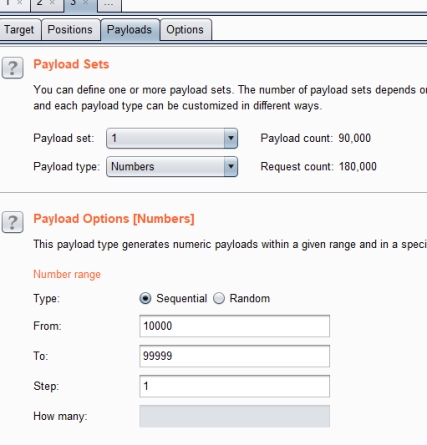 1 × 2 × 3 × ...
Target Positions Payloads Options
? Payload Sets
You can define one or more payload sets. The number of payload sets depends
and each payload type can be customized in different ways.
Payload set: 1 Payload count: 90,000
Payload type: Numbers Request count: 180,000
? Payload Options [Numbers]
This payload type generates numeric payloads within a given range and in a
Number range
Type: Sequential Random
From: 10000
To: 99999
Step: 1
How many: